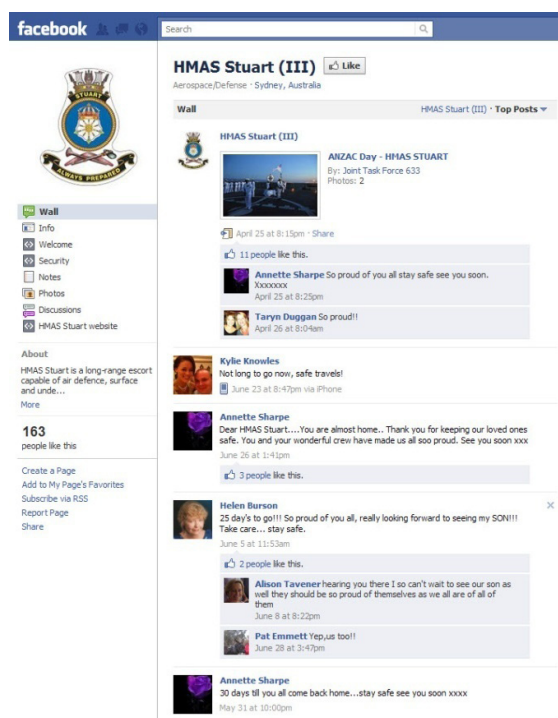 facebook
Search
STUART
ALWAYS PREPARED
Wall
Info
Welcome
Security
Notes
Photos
Discussions
HMAS Stuart website
About
HMAS Stuart is a long-range escort
capable of air defence, surface
and unde...
More
163
people like this
Create a Page
Add to My Page's Favorites
Subscribe via RSS
Report Page
Share
HMAS Stuart (III)
Like
Aerospace/Defense · Sydney, Australia
Wall
HMAS Stuart (III) · Top Posts
HMAS Stuart (III)
ANZAC Day - HMAS STUART
By: Joint Task Force 633
Photos: 2
April 25 at 8:15pm · Share
11 people like this.
Annette Sharpe So proud of you all stay safe see you soon.
Xxxxxxx
April 25 at 8:25pm
Taryn Duggan So proud!!
April 26 at 8:04am
Kylie Knowles
Not long to go now, safe travels!
June 23 at 8:47pm via iPhone
Annette Sharpe
Dear HMAS Stuart....You are almost home.. Thank you for keeping our loved ones
safe. You and your wonderful crew have made us all soo proud. See you soon xxx
June 26 at 1:41pm
3 people like this.
Helen Burson
25 day's to go!!! So proud of you all, really looking forward to seeing my SON!!!
Take care... stay safe.
June 5 at 11:53am
2 people like this.
Alison Tavener hearing you there I so can't wait to see our son as
well they should be so proud of themselves as we all are of all of
them
June 8 at 8:22pm
Pat Emmett Yep,us too!!
June 28 at 3:47pm
Annette Sharpe
30 days till you all come back home...stay safe see you soon xxxx
May 31 at 10:00pm